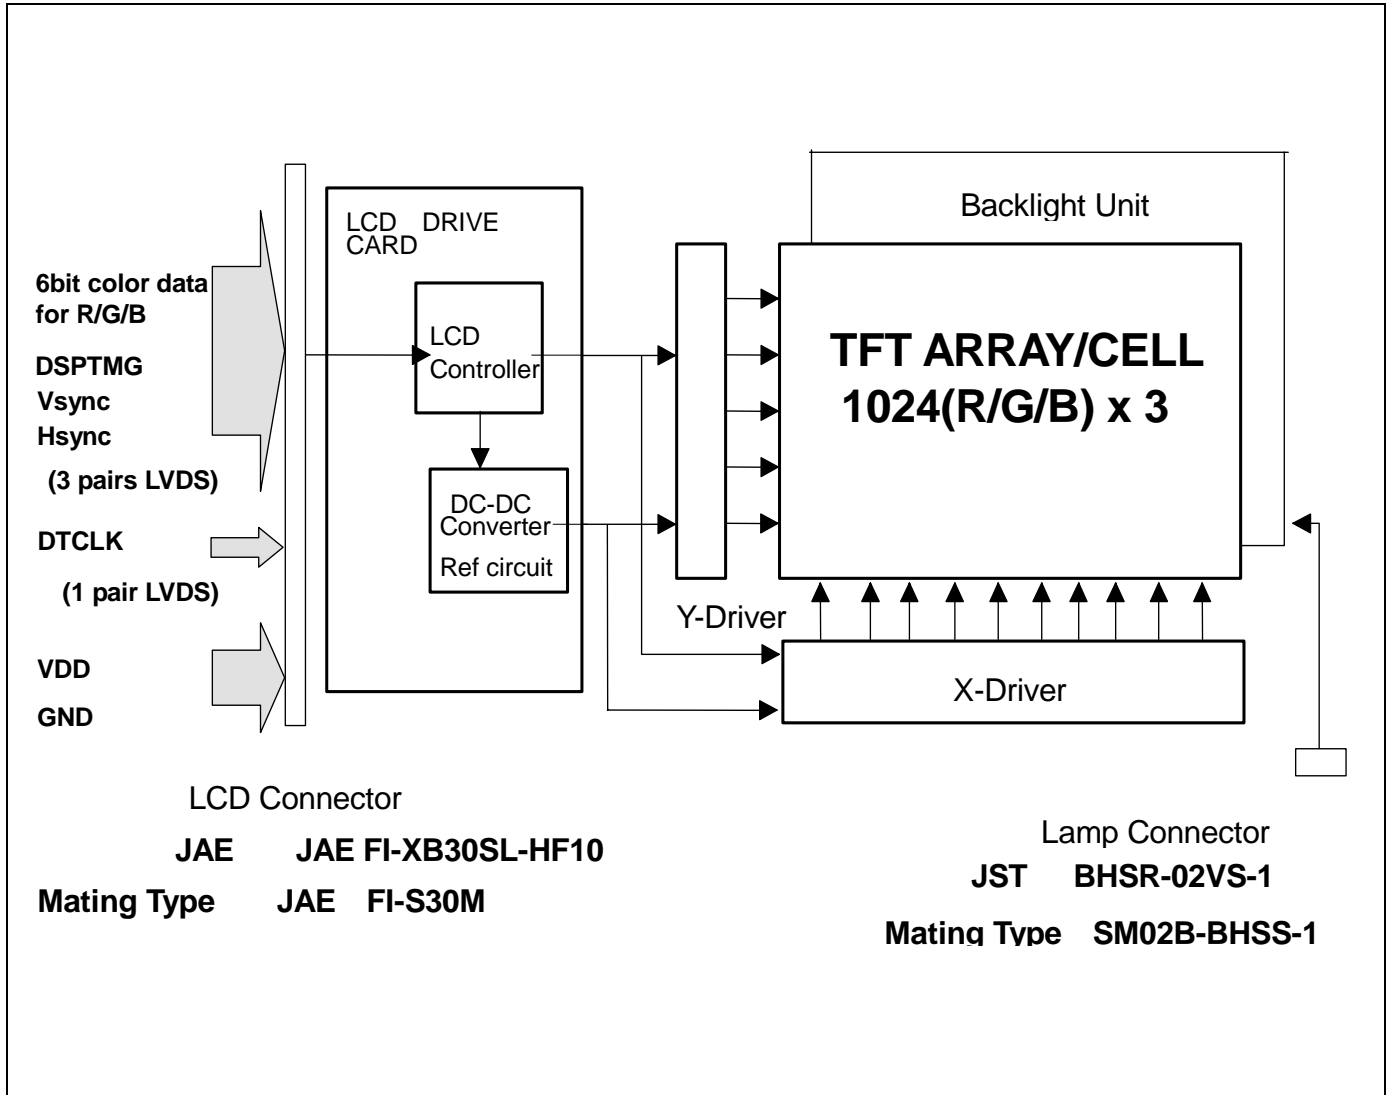 Backlight Unit
LCD DRIVE
CARD
6bit color data
for R/G/B
DSPTMG
Vsync
Hsync
(3 pairs LVDS)
DTCLK
(1 pair LVDS)
VDD
GND
LCD
Controller
DC-DC
Converter
Ref circuit
TFT ARRAY/CELL
1024(R/G/B) x 3
Y-Driver
X-Driver
LCD Connector
JAE JAE FI-XB30SL-HF10
Mating Type JAE FI-S30M
Lamp Connector
JST BHSR-02VS-1
Mating Type SM02B-BHSS-1